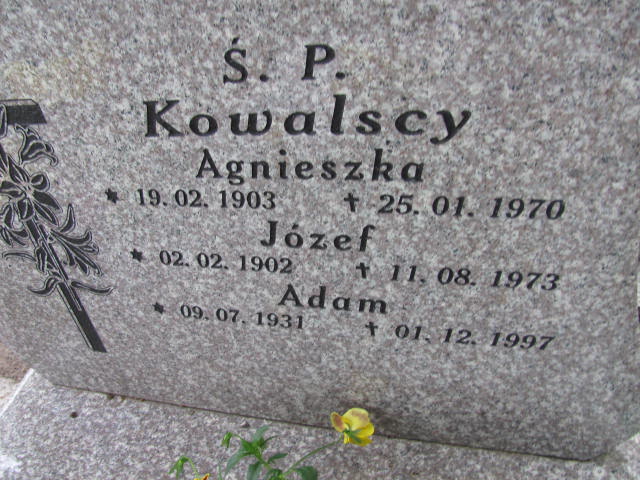 Ś. P.
Kowalscy
Agnieszka
* 19. 02. 1903 ✝ 25. 01. 1970
Józef
* 02. 02. 1902 ✝ 11. 08. 1973
Adam
* 09. 07. 1931 ✝ 01. 12. 1997